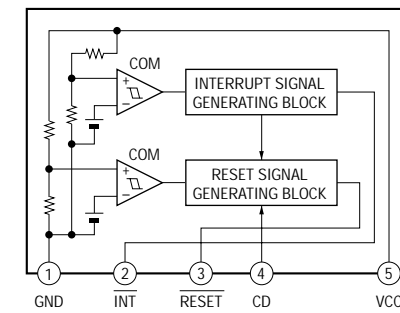 COM
+
−
INTERRUPT SIGNAL
GENERATING BLOCK
COM
+
−
RESET SIGNAL
GENERATING BLOCK
1 2 3 4 5
GND INT RESET CD VCC